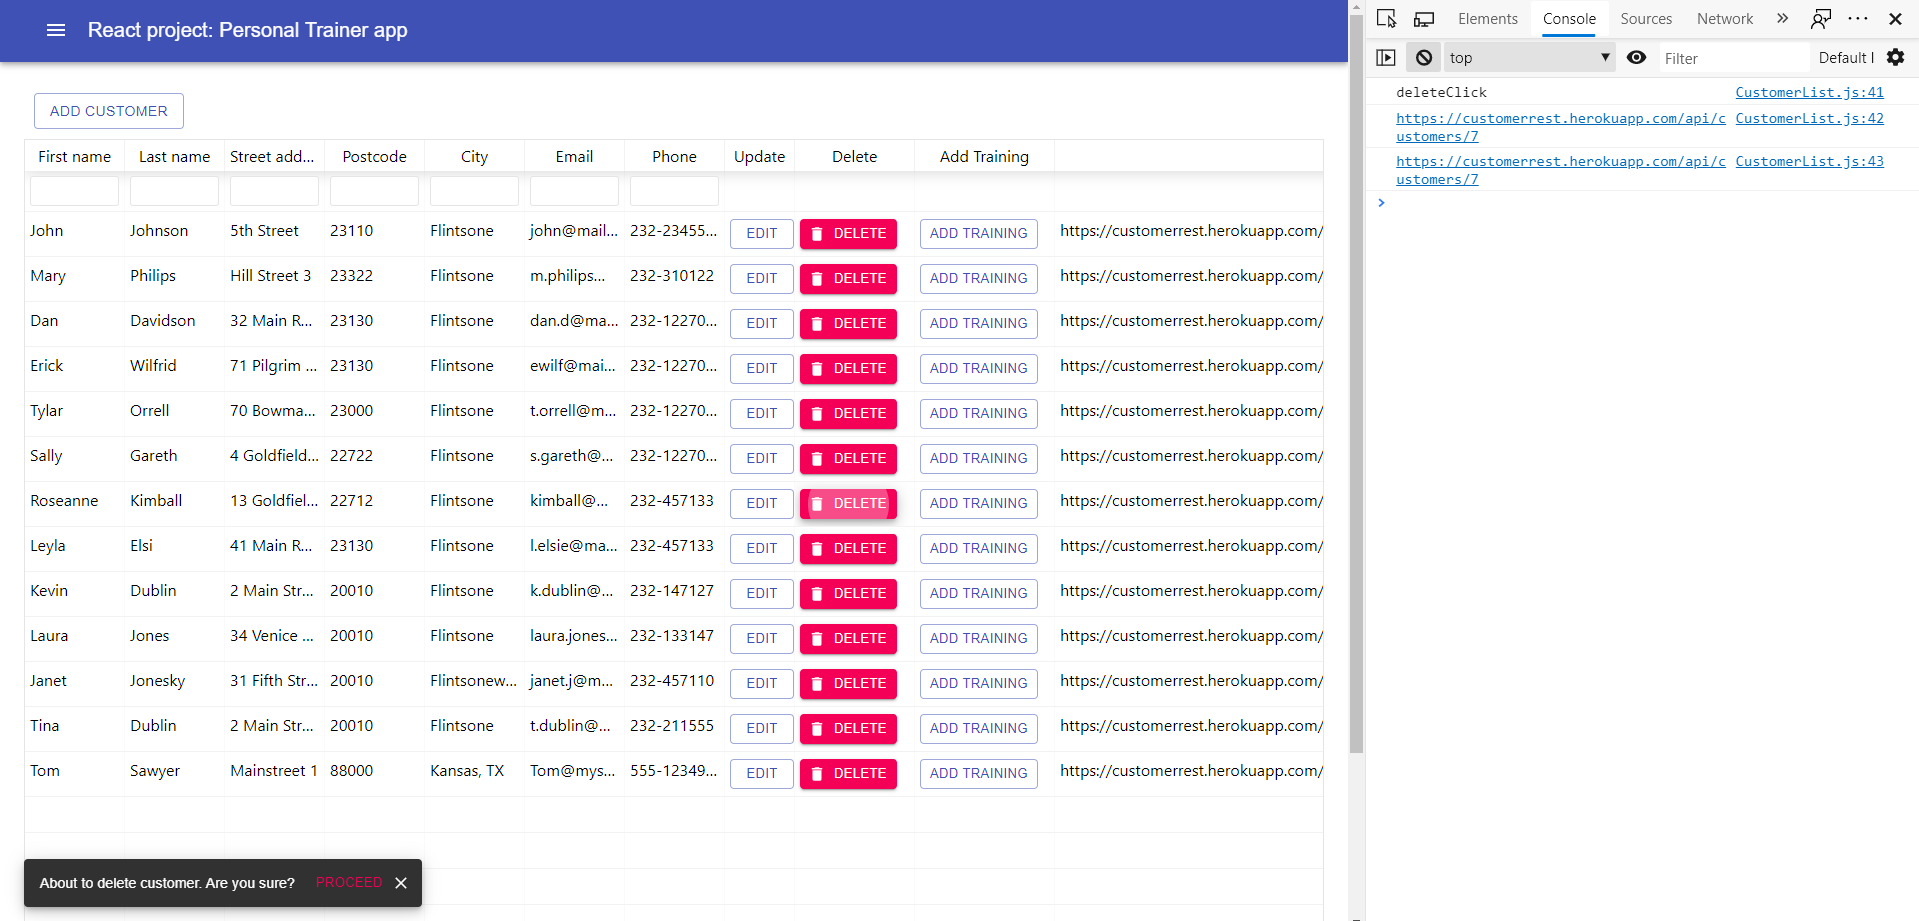 React project: Personal Trainer app
ADD CUSTOMER
First name Last name Street add... Postcode City Email Phone Update Delete Add Training
John Johnson 5th Street 23110 Flintsone john@mail... 232-23455... EDIT DELETE ADD TRAINING https://customerrest.herokuapp.com/
Mary Philips Hill Street 3 23322 Flintsone m.philips... 232-310122 EDIT DELETE ADD TRAINING https://customerrest.herokuapp.com/
Dan Davidson 32 Main R... 23130 Flintsone dan.d@ma... 232-12270... EDIT DELETE ADD TRAINING https://customerrest.herokuapp.com/
Erick Wilfrid 71 Pilgrim ... 23130 Flintsone ewilf@mai... 232-12270... EDIT DELETE ADD TRAINING https://customerrest.herokuapp.com/
Tylar Orrell 70 Bowma... 23000 Flintsone t.orrell@m... 232-12270... EDIT DELETE ADD TRAINING https://customerrest.herokuapp.com/
Sally Gareth 4 Goldfield... 22722 Flintsone s.gareth@... 232-12270... EDIT DELETE ADD TRAINING https://customerrest.herokuapp.com/
Roseanne Kimball 13 Goldfiel... 22712 Flintsone kimball@... 232-457133 EDIT DELETE ADD TRAINING https://customerrest.herokuapp.com/
Leyla Elsi 41 Main R... 23130 Flintsone l.elsie@ma... 232-457133 EDIT DELETE ADD TRAINING https://customerrest.herokuapp.com/
Kevin Dublin 2 Main Str... 20010 Flintsone k.dublin@... 232-147127 EDIT DELETE ADD TRAINING https://customerrest.herokuapp.com/
Laura Jones 34 Venice ... 20010 Flintsone laura.jones... 232-133147 EDIT DELETE ADD TRAINING https://customerrest.herokuapp.com/
Janet Jonesky 31 Fifth Str... 20010 Flintsonew... janet.j@m... 232-457110 EDIT DELETE ADD TRAINING https://customerrest.herokuapp.com/
Tina Dublin 2 Main Str... 20010 Flintsone t.dublin@... 232-211555 EDIT DELETE ADD TRAINING https://customerrest.herokuapp.com/
Tom Sawyer Mainstreet 1 88000 Kansas, TX Tom@mys... 555-12349... EDIT DELETE ADD TRAINING https://customerrest.herokuapp.com/
About to delete customer. Are you sure? PROCEED
Elements Console Sources Network
top Filter Default l
deleteClick CustomerList.js:41
https://customerrest.herokuapp.com/api/c CustomerList.js:42
ustomers/7
https://customerrest.herokuapp.com/api/c CustomerList.js:43
ustomers/7